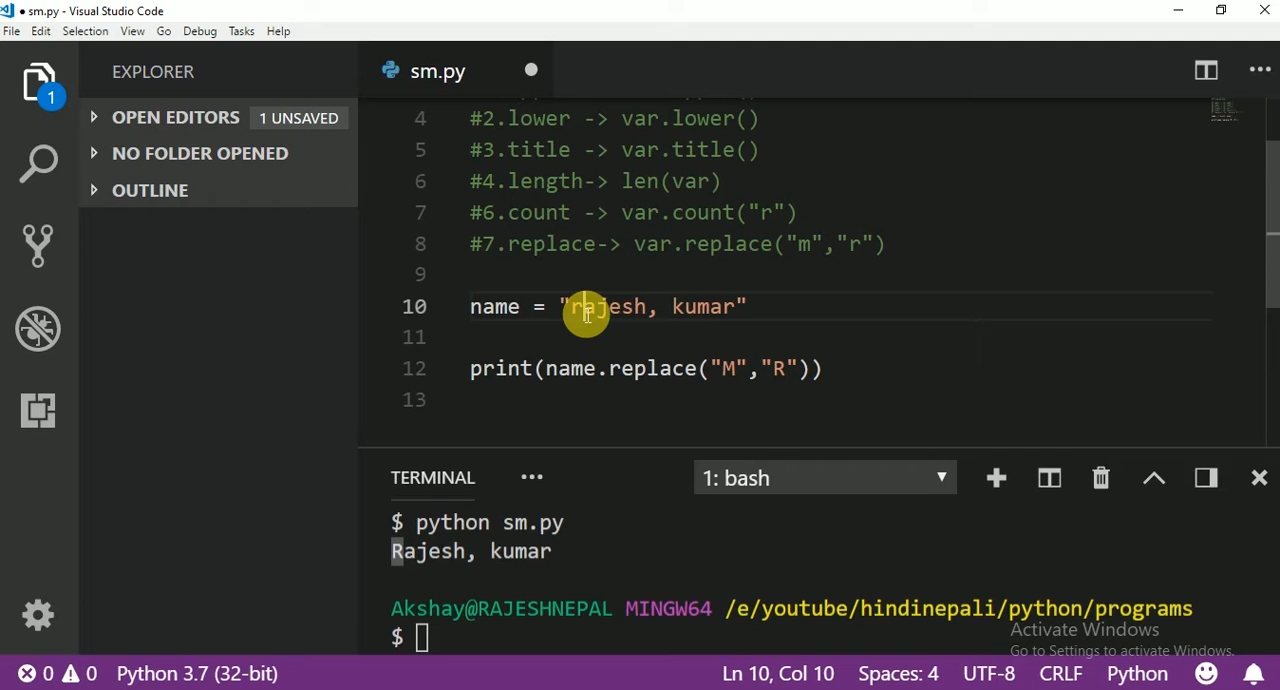 ● sm.py - Visual Studio Code
File Edit Selection View Go Debug Tasks Help
1
EXPLORER
OPEN EDITORS 1 UNSAVED
NO FOLDER OPENED
OUTLINE
sm.py
4 #2.lower -> var.lower()
5 #3.title -> var.title()
6 #4.length-> len(var)
7 #6.count -> var.count("r")
8 #7.replace-> var.replace("m","r")
9
10 name = "rajesh, kumar"
11
12 print(name.replace("M","R"))
13
TERMINAL ... 1: bash
$ python sm.py
Rajesh, kumar
Akshay@RAJESHNEPAL MINGW64 /e/youtube/hindinepali/python/programs
$
Activate Windows
Go to Settings to activate Windows.
0 0 Python 3.7 (32-bit) Ln 10, Col 10 Spaces: 4 UTF-8 CRLF Python